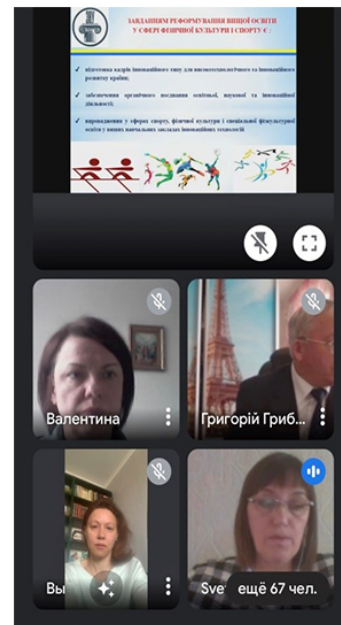 ЗАВДАННЯМ РЕФОРМУВАННЯ ВИЩОЇ ОСВІТИ
У СФЕРІ ФІЗИЧНОЇ КУЛЬТУРИ І СПОРТУ Є :
✓ підготовка кадрів інноваційного типу для високотехнологічного та інноваційного
розвитку країни;
✓ забезпечення органічного поєднання освітньої, наукової та інноваційної
діяльності;
✓ впровадження у сферах спорту, фізичної культури і спеціальної фізкультурної
освіти у вищих навчальних закладах інноваційних технологій
Валентина
Григорій Гриб...
Вы
Sve
ещё 67 чел.